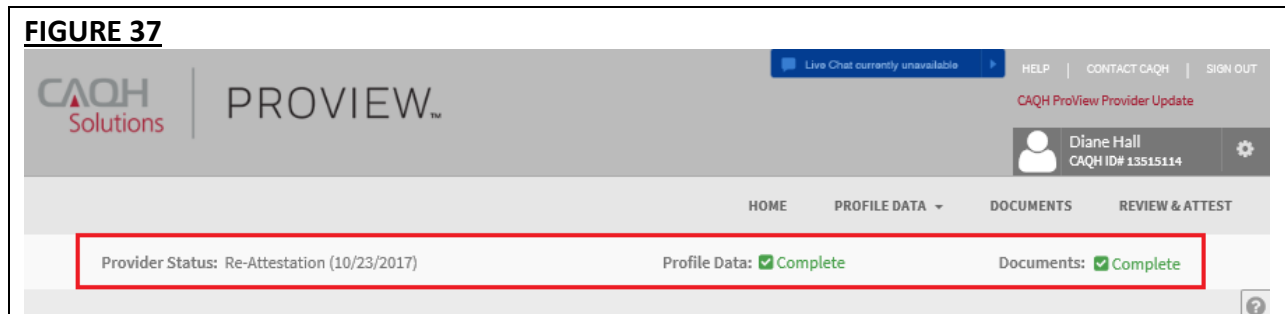 FIGURE 37
Live Chat currently unavailable
HELP | CONTACT CAQH | SIGN OUT
CAQH Solutions
PROVIEW™
CAQH ProView Provider Update
Diane Hall
CAQH ID# 13515114
HOME PROFILE DATA DOCUMENTS REVIEW & ATTEST
Provider Status: Re-Attestation (10/23/2017) Profile Data: Complete Documents: Complete
?